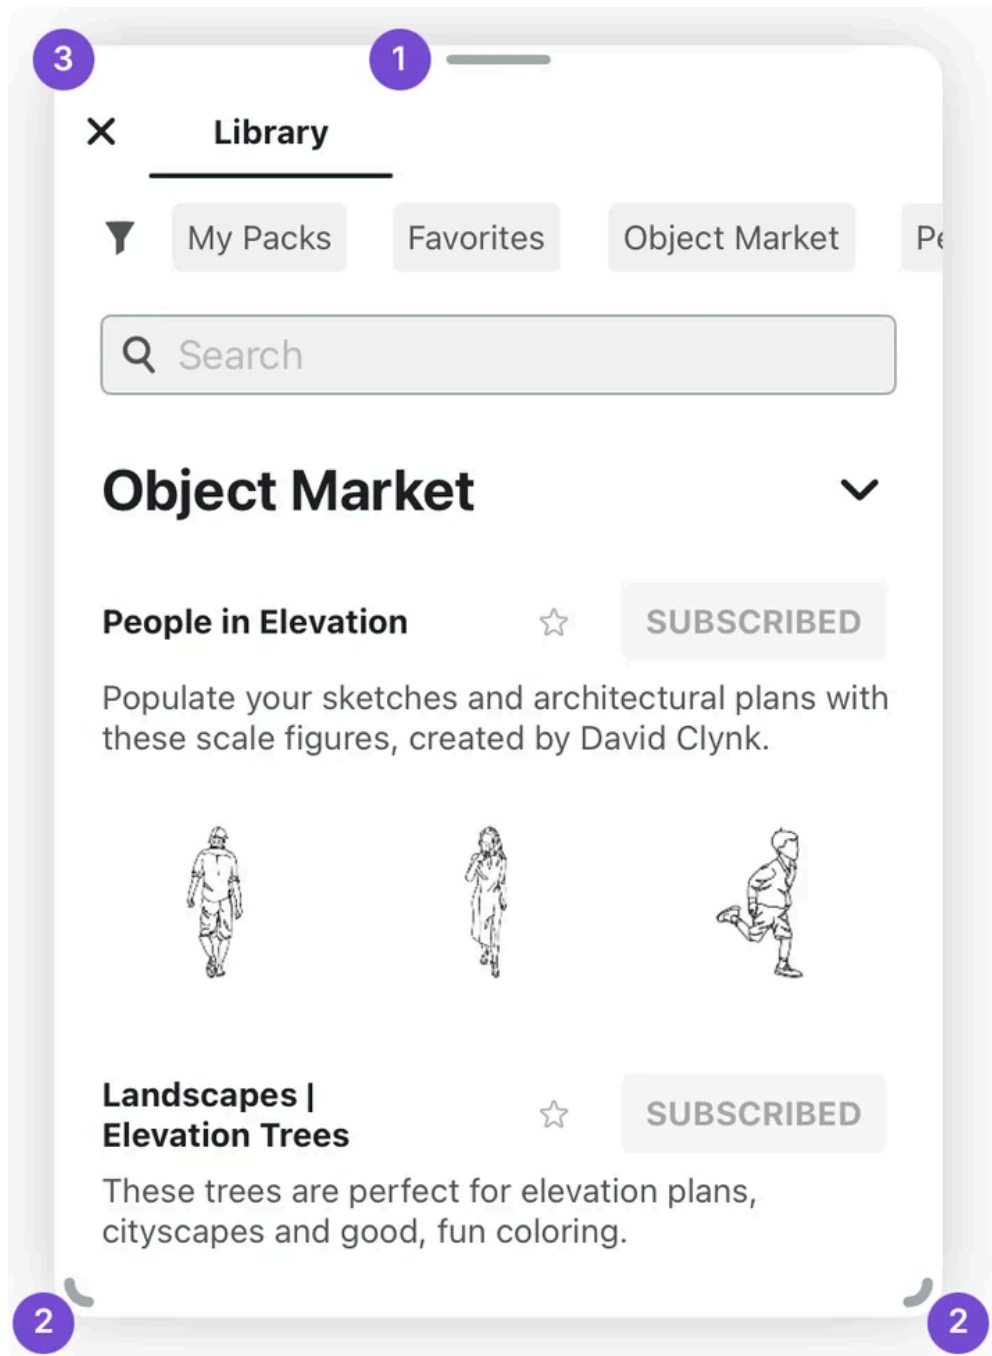 3
1
Library
My Packs
Favorites
Object Market
Search
Object Market
People in Elevation
SUBSCRIBED
Populate your sketches and architectural plans with
these scale figures, created by David Clynk.
Landscapes |
Elevation Trees
SUBSCRIBED
These trees are perfect for elevation plans,
cityscapes and good, fun coloring.
2
2